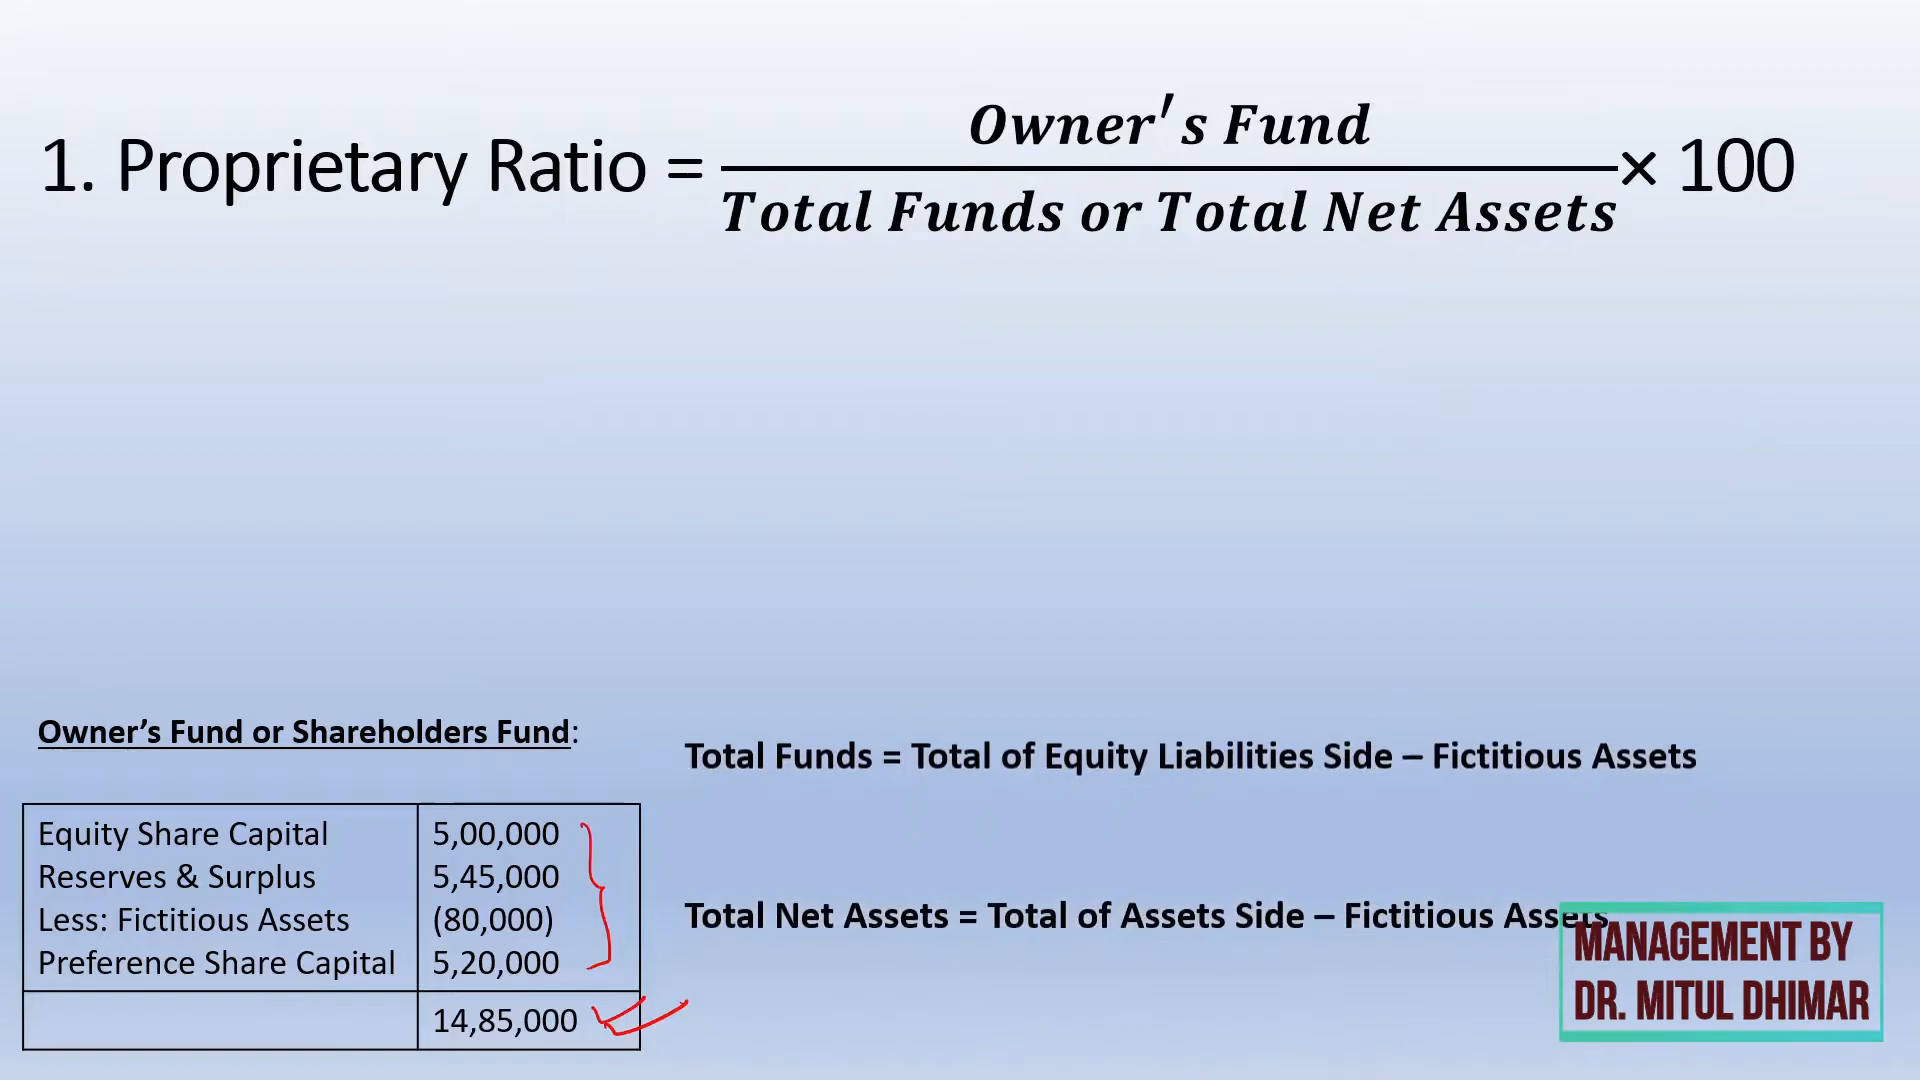 1. Proprietary Ratio = Owner's Fund / Total Funds or Total Net Assets × 100
Owner’s Fund or Shareholders Fund:
Equity Share Capital 5,00,000
Reserves & Surplus 5,45,000
Less: Fictitious Assets (80,000)
Preference Share Capital 5,20,000
14,85,000
Total Funds = Total of Equity Liabilities Side – Fictitious Assets
Total Net Assets = Total of Assets Side – Fictitious Assets
MANAGEMENT BY
DR. MITUL DHIMAR